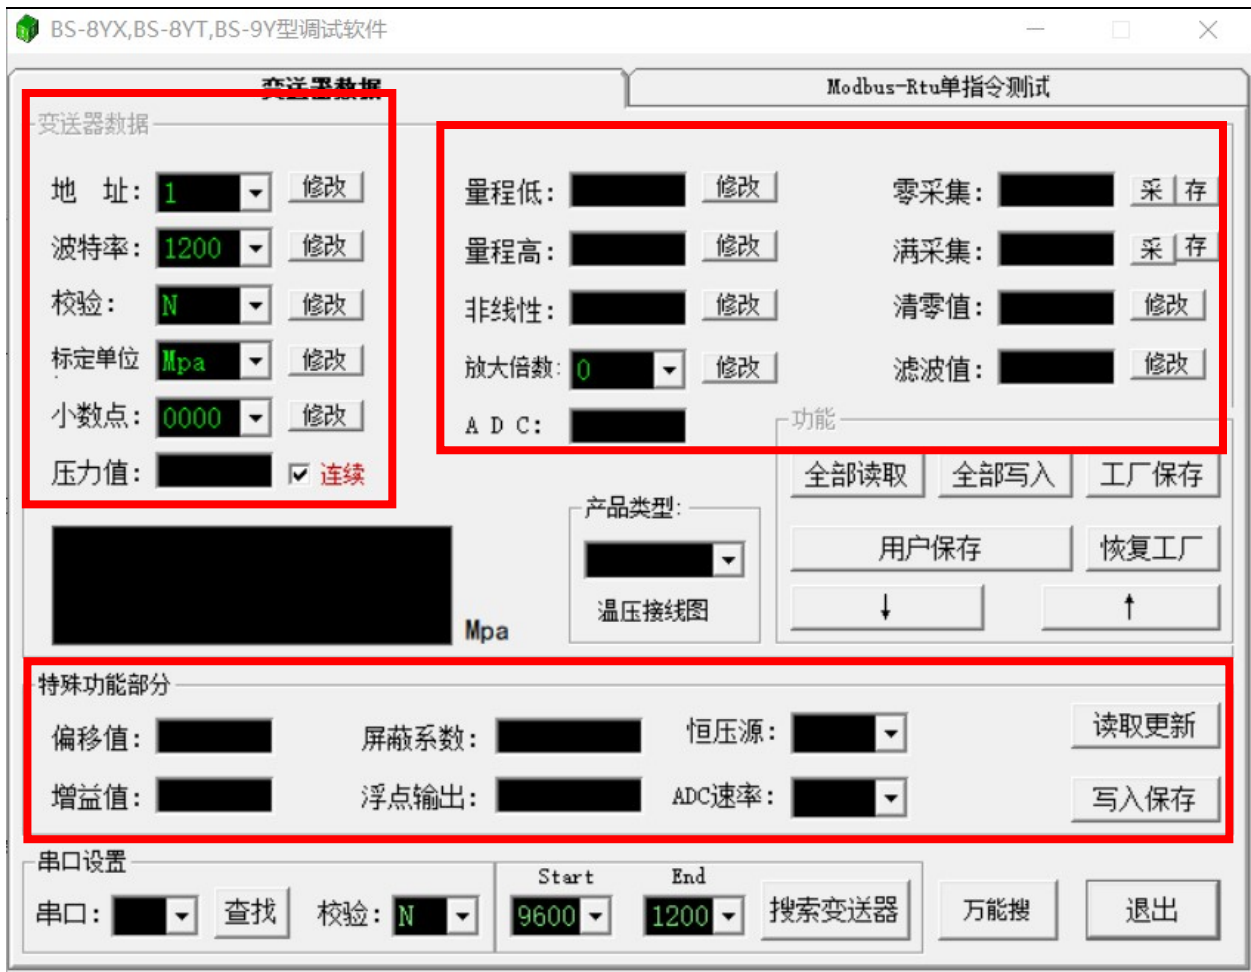 BS-8YX,BS-8YT,BS-9Y型调试软件
变送器数据
Modbus-Rtu单指令测试
变送器数据
地 址: 1 修改
波特率: 1200 修改
校验: N 修改
标定单位 Mpa 修改
小数点: 0000 修改
压力值: 连续
量程低: 修改
量程高: 修改
非线性: 修改
放大倍数: 0 修改
A D C:
零采集: 采 存
满采集: 采 存
清零值: 修改
滤波值: 修改
Mpa
产品类型:
温压接线图
功能
全部读取 全部写入 工厂保存
用户保存 恢复工厂
↓ ↑
特殊功能部分
偏移值: 屏蔽系数: 恒压源: 读取更新
增益值: 浮点输出: ADC速率: 写入保存
串口设置
Start End
串口: 查找 校验: N 9600 1200 搜索变送器 万能搜 退出